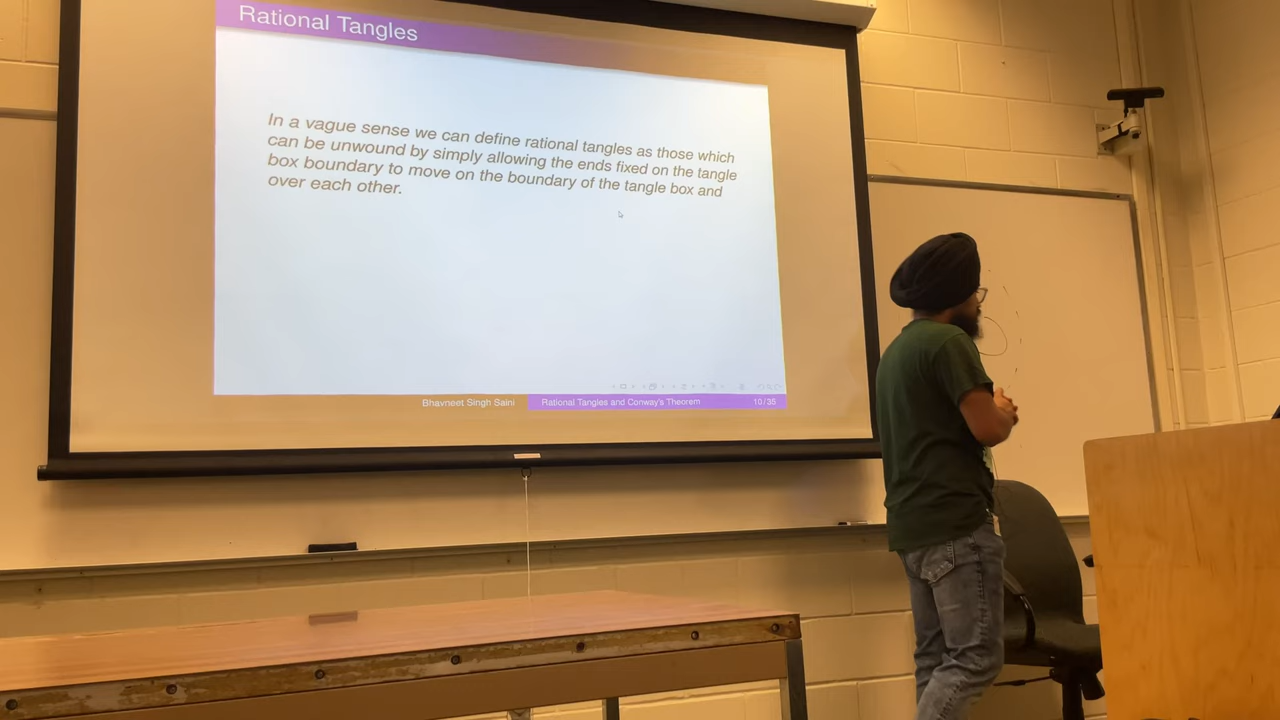 Rational Tangles
In a vague sense we can define rational tangles as those which
can be unwound by simply allowing the ends fixed on the tangle
box boundary to move on the boundary of the tangle box and
over each other.
Bhavneet Singh Saini
Rational Tangles and Conway's Theorem
10/35